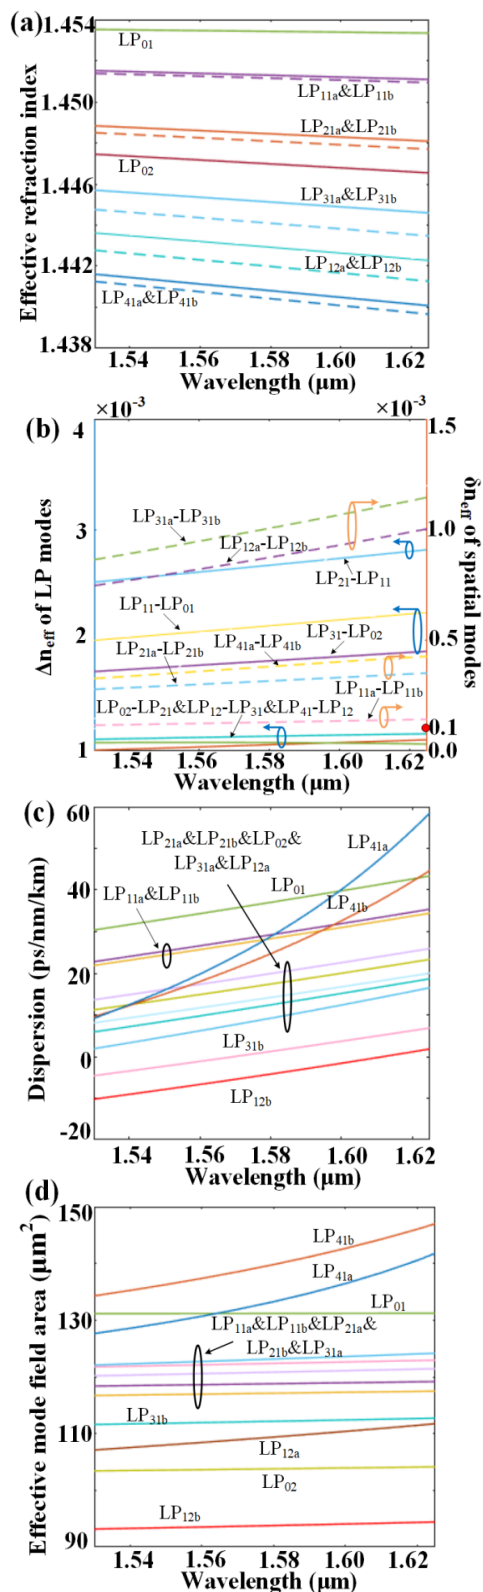 (a)
1.454
1.450
1.446
1.442
1.438
Effective refraction index
LP01
LP11a&LP11b
LP21a&LP21b
LP02
LP31a&LP31b
LP12a&LP12b
LP41a&LP41b
1.54 1.56 1.58 1.60 1.62
Wavelength (μm)
(b)
×10⁻³ ×10⁻³
4
3
2
1
Δneff of LP modes
1.5
1.0
0.5
0.1
0.0
δneff of spatial modes
LP31a-LP31b
LP12a-LP12b
LP21-LP11
LP11-LP01
LP31-LP02
LP21a-LP21b
LP41a-LP41b
LP11a-LP11b
LP02-LP21&LP12-LP31&LP41-LP12
1.54 1.56 1.58 1.60 1.62
Wavelength (μm)
(c)
60
40
20
0
-20
Dispersion (ps/nm/km)
LP21a&LP21b&LP02&
LP31a&LP12a
LP41a
LP01
LP11a&LP11b
LP41b
LP31b
LP12b
1.54 1.56 1.58 1.60 1.62
Wavelength (μm)
(d)
150
130
110
90
Effective mode field area (μm²)
LP41b
LP41a
LP01
LP11a&LP11b&LP21a&
LP21b&LP31a
LP31b
LP12a
LP02
LP12b
1.54 1.56 1.58 1.60 1.62
Wavelength (μm)